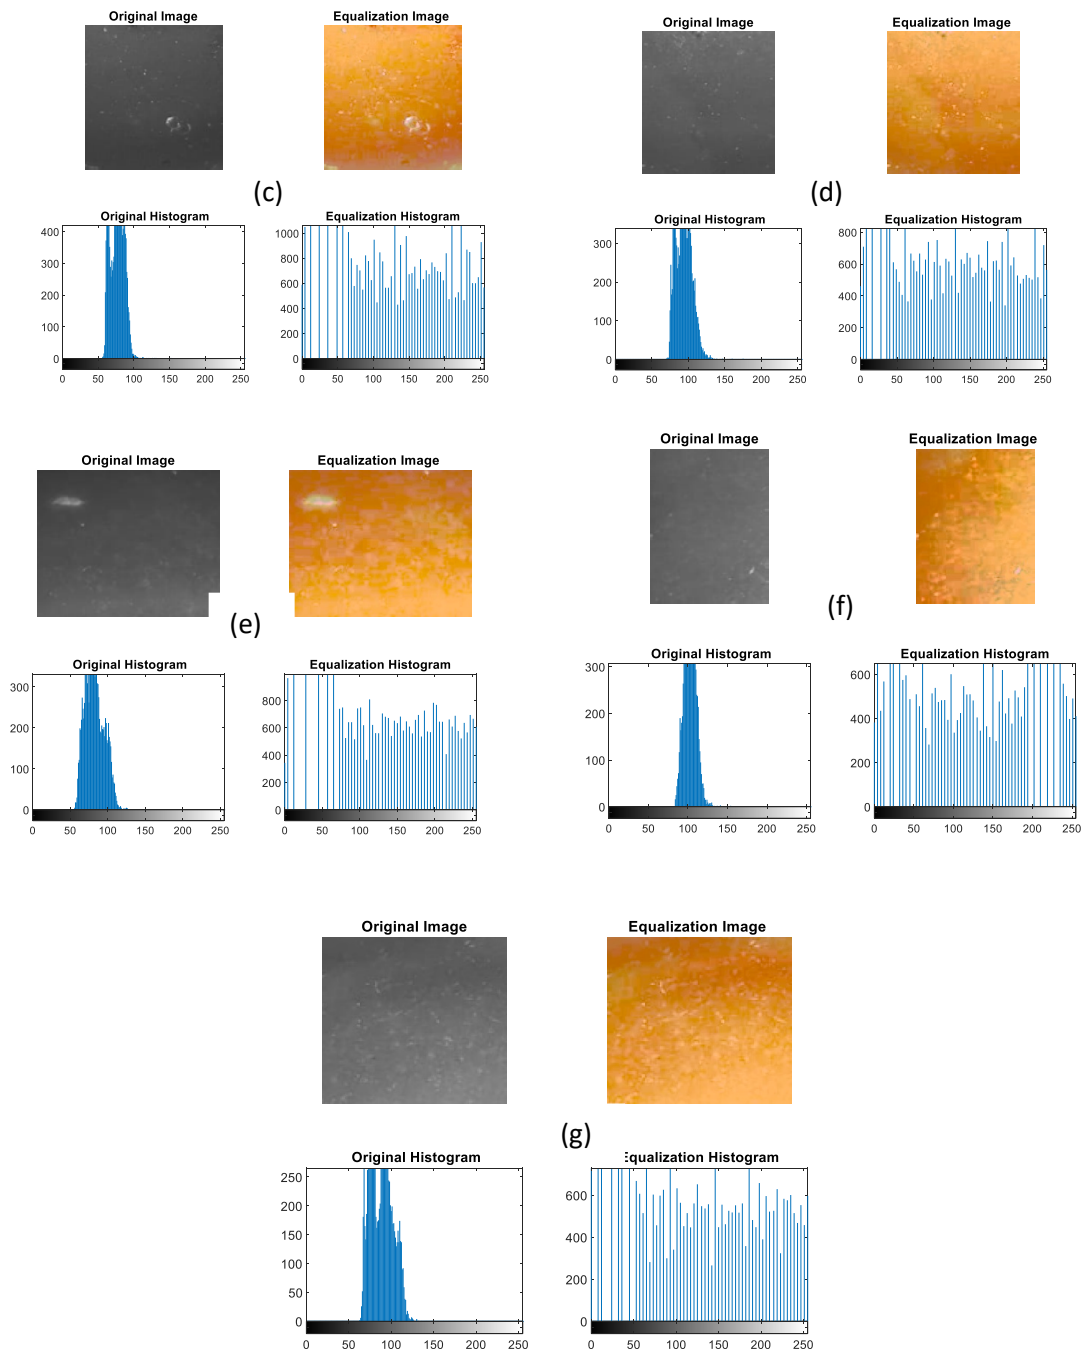 Original Image
Equalization Image
Original Image
Equalization Image
(c)
(d)
Original Histogram
Equalization Histogram
Original Histogram
Equalization Histogram
400
300
200
100
0
0 50 100 150 200 250
1000
800
600
400
200
0
0 50 100 150 200 250
300
200
100
0
0 50 100 150 200 250
800
600
400
200
0
0 50 100 150 200 250
Original Image
Equalization Image
Original Image
Equalization Image
(e)
(f)
Original Histogram
Equalization Histogram
Original Histogram
Equalization Histogram
300
200
100
0
0 50 100 150 200 250
800
600
400
200
0
0 50 100 150 200 250
300
200
100
0
0 50 100 150 200 250
600
400
200
0
0 50 100 150 200 250
Original Image
Equalization Image
(g)
Original Histogram
qualization Histogram
250
200
150
100
50
0
0 50 100 150 200 250
600
400
200
0
0 50 100 150 200 250